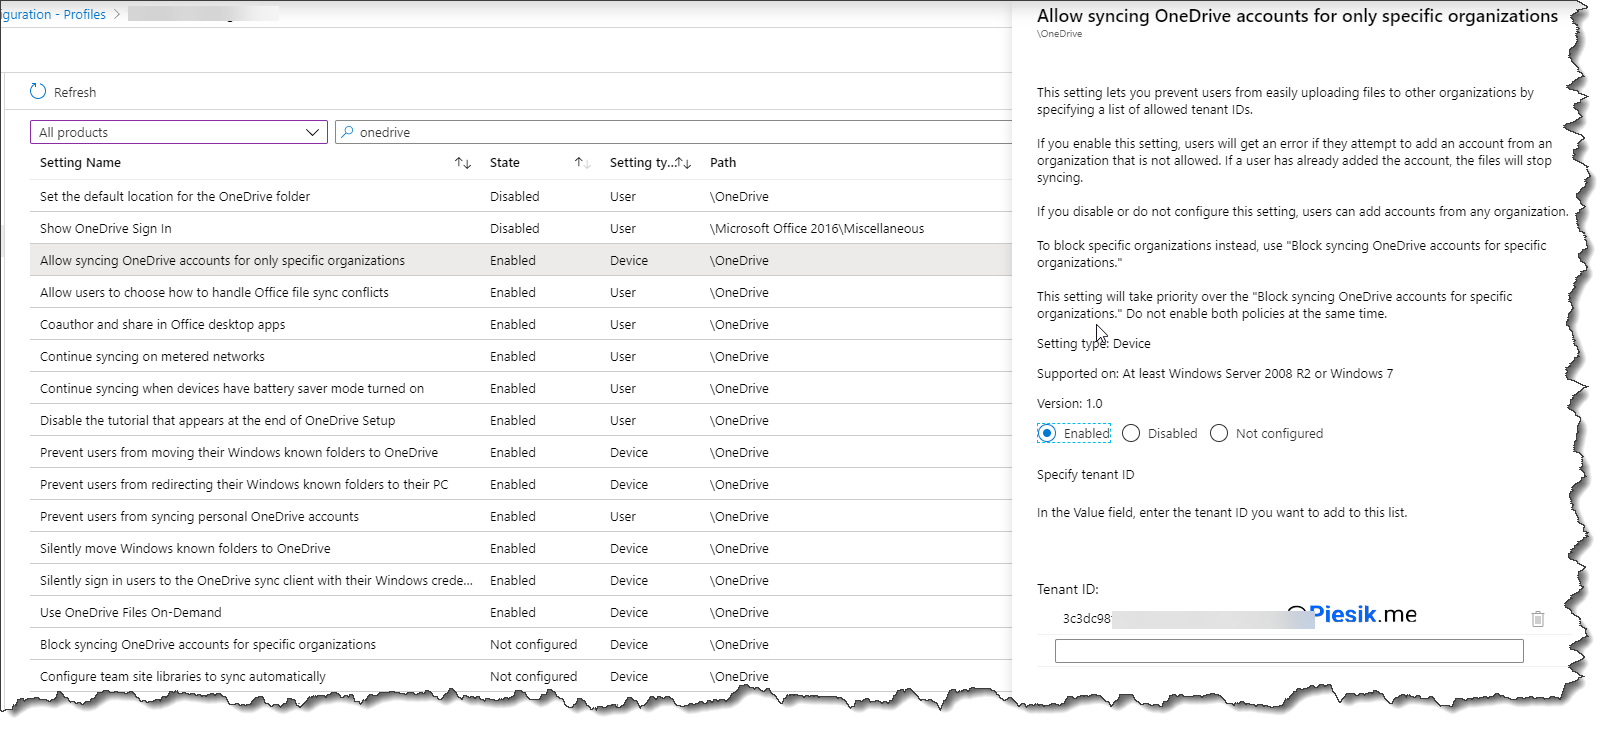 iguration - Profiles >
Refresh
All products
onedrive
Setting Name State Setting ty... Path
Set the default location for the OneDrive folder Disabled User \OneDrive
Show OneDrive Sign In Disabled User \Microsoft Office 2016\Miscellaneous
Allow syncing OneDrive accounts for only specific organizations Enabled Device \OneDrive
Allow users to choose how to handle Office file sync conflicts Enabled User \OneDrive
Coauthor and share in Office desktop apps Enabled User \OneDrive
Continue syncing on metered networks Enabled User \OneDrive
Continue syncing when devices have battery saver mode turned on Enabled User \OneDrive
Disable the tutorial that appears at the end of OneDrive Setup Enabled User \OneDrive
Prevent users from moving their Windows known folders to OneDrive Enabled Device \OneDrive
Prevent users from redirecting their Windows known folders to their PC Enabled Device \OneDrive
Prevent users from syncing personal OneDrive accounts Enabled User \OneDrive
Silently move Windows known folders to OneDrive Enabled Device \OneDrive
Silently sign in users to the OneDrive sync client with their Windows crede... Enabled Device \OneDrive
Use OneDrive Files On-Demand Enabled Device \OneDrive
Block syncing OneDrive accounts for specific organizations Not configured Device \OneDrive
Configure team site libraries to sync automatically Not configured Device \OneDrive
Allow syncing OneDrive accounts for only specific organizations
\OneDrive
This setting lets you prevent users from easily uploading files to other organizations by
specifying a list of allowed tenant IDs.
If you enable this setting, users will get an error if they attempt to add an account from an
organization that is not allowed. If a user has already added the account, the files will stop
syncing.
If you disable or do not configure this setting, users can add accounts from any organization.
To block specific organizations instead, use "Block syncing OneDrive accounts for specific
organizations."
This setting will take priority over the "Block syncing OneDrive accounts for specific
organizations." Do not enable both policies at the same time.
Setting type: Device
Supported on: At least Windows Server 2008 R2 or Windows 7
Version: 1.0
Enabled Disabled Not configured
Specify tenant ID
In the Value field, enter the tenant ID you want to add to this list.
Tenant ID:
3c3dc98
Piesik.me